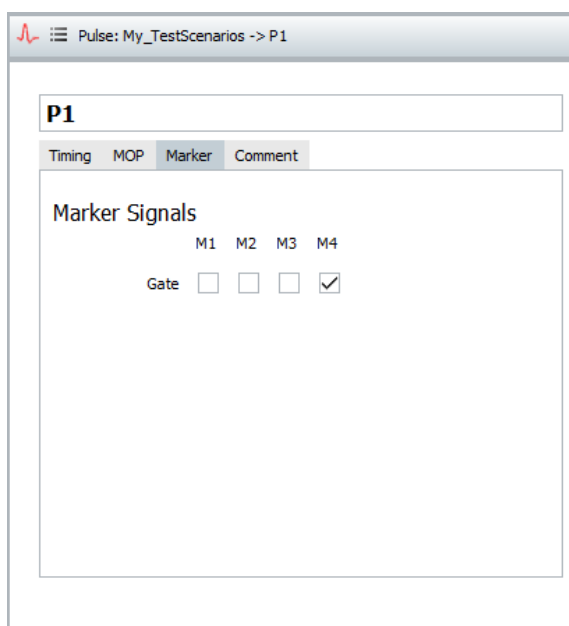 Pulse: My_TestScenarios -> P1
P1
Timing MOP Marker Comment
Marker Signals
M1 M2 M3 M4
Gate